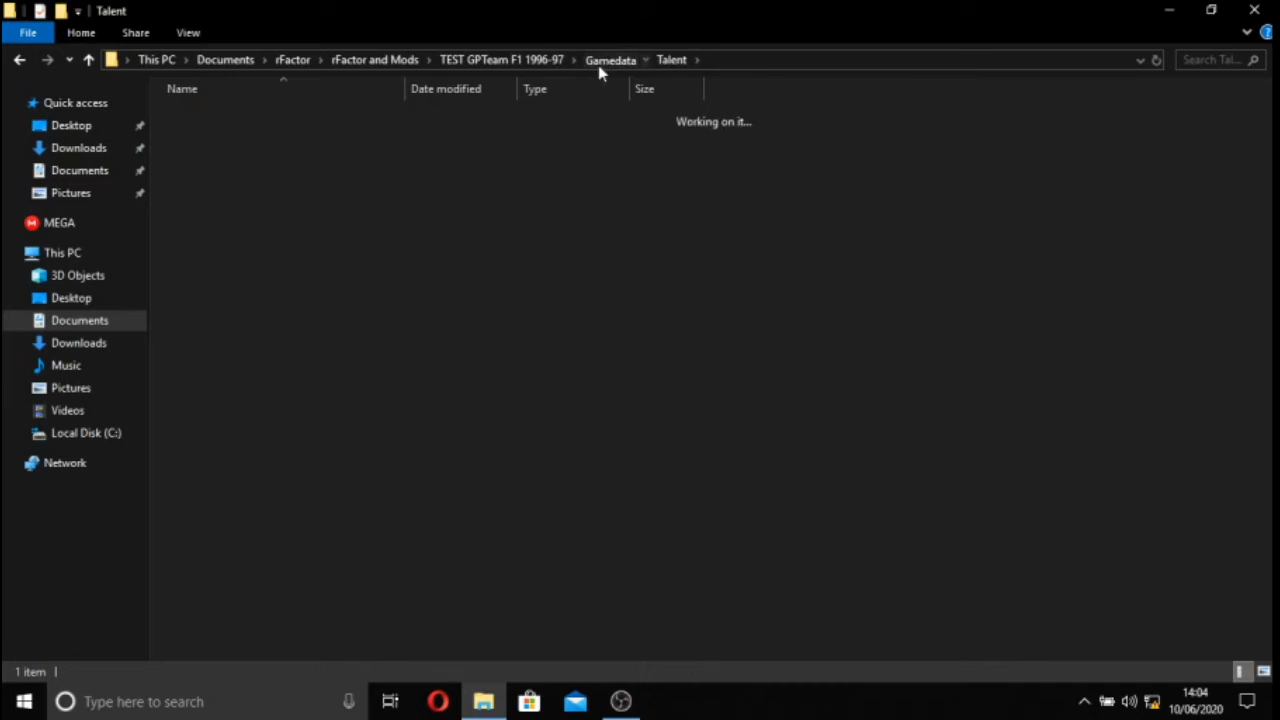 Talent
File Home Share View
This PC Documents rFactor rFactor and Mods TEST GPTeam F1 1996-97 Gamedata Talent Search Tal...
Name Date modified Type Size
Working on it...
Quick access
Desktop
Downloads
Documents
Pictures
MEGA
This PC
3D Objects
Desktop
Documents
Downloads
Music
Pictures
Videos
Local Disk (C:)
Network
1 item
Type here to search
14:04
10/06/2020